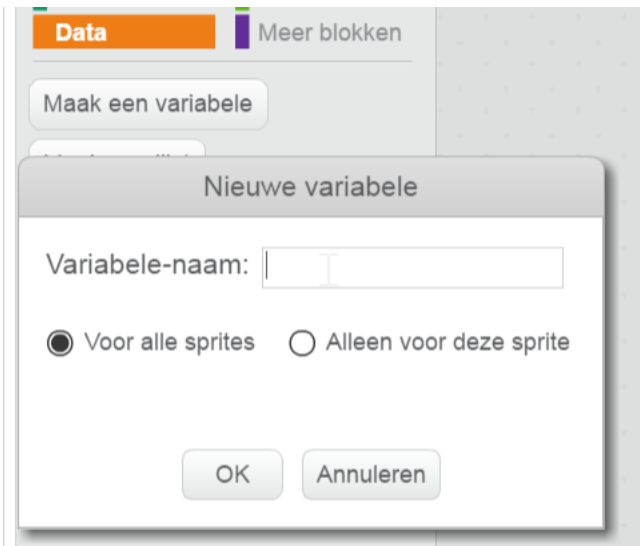 Data Meer blokken
Maak een variabele
Nieuwe variabele
Variabele-naam:
Voor alle sprites Alleen voor deze sprite
OK Annuleren